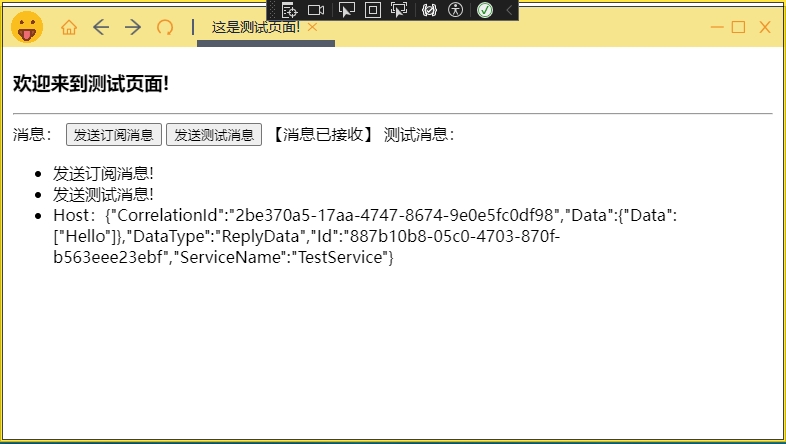 这是测试页面!
欢迎来到测试页面!
消息： 发送订阅消息 发送测试消息 【消息已接收】 测试消息：
发送订阅消息!
发送测试消息!
Host：{"CorrelationId":"2be370a5-17aa-4747-8674-9e0e5fc0df98","Data":{"Data":
["Hello"]},"DataType":"ReplyData","Id":"887b10b8-05c0-4703-870f-
b563eee23ebf","ServiceName":"TestService"}